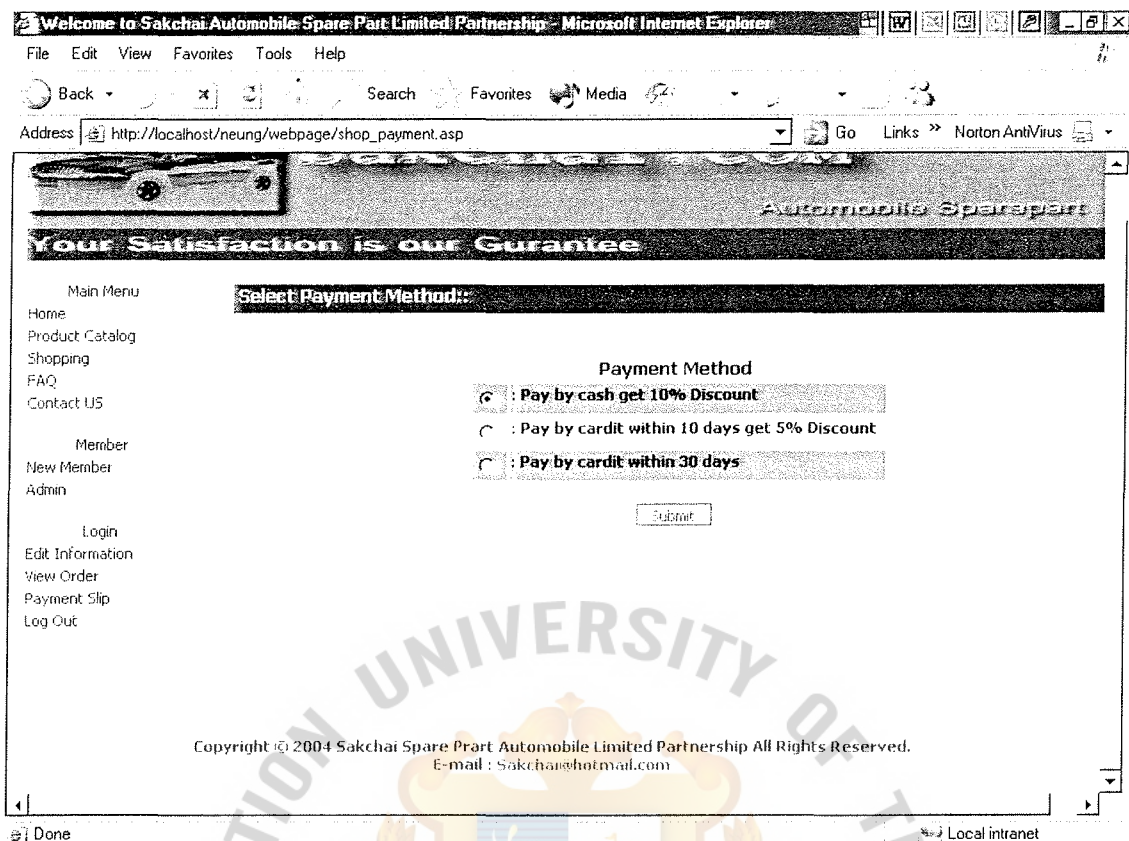 Welcome to Sakchai Automobile Spare Part Limited Partnership - Microsoft Internet Explorer
File Edit View Favorites Tools Help
Back Search Favorites Media
Address http://localhost/neung/webpage/shop_payment.asp Go Links » Norton AntiVirus
Automobile Sparepart
Your Satisfaction is our Gurantee
Main Menu
Home
Product Catalog
Shopping
FAQ
Contact US
Member
New Member
Admin
Login
Edit Information
View Order
Payment Slip
Log Out
Select Payment Method::
Payment Method
: Pay by cash get 10% Discount
: Pay by cardit within 10 days get 5% Discount
: Pay by cardit within 30 days
Submit
Copyright © 2004 Sakchai Spare Prart Automobile Limited Partnership All Rights Reserved.
E-mail : Sakchai@hotmail.com
Done Local intranet
UNIVERSITY OF